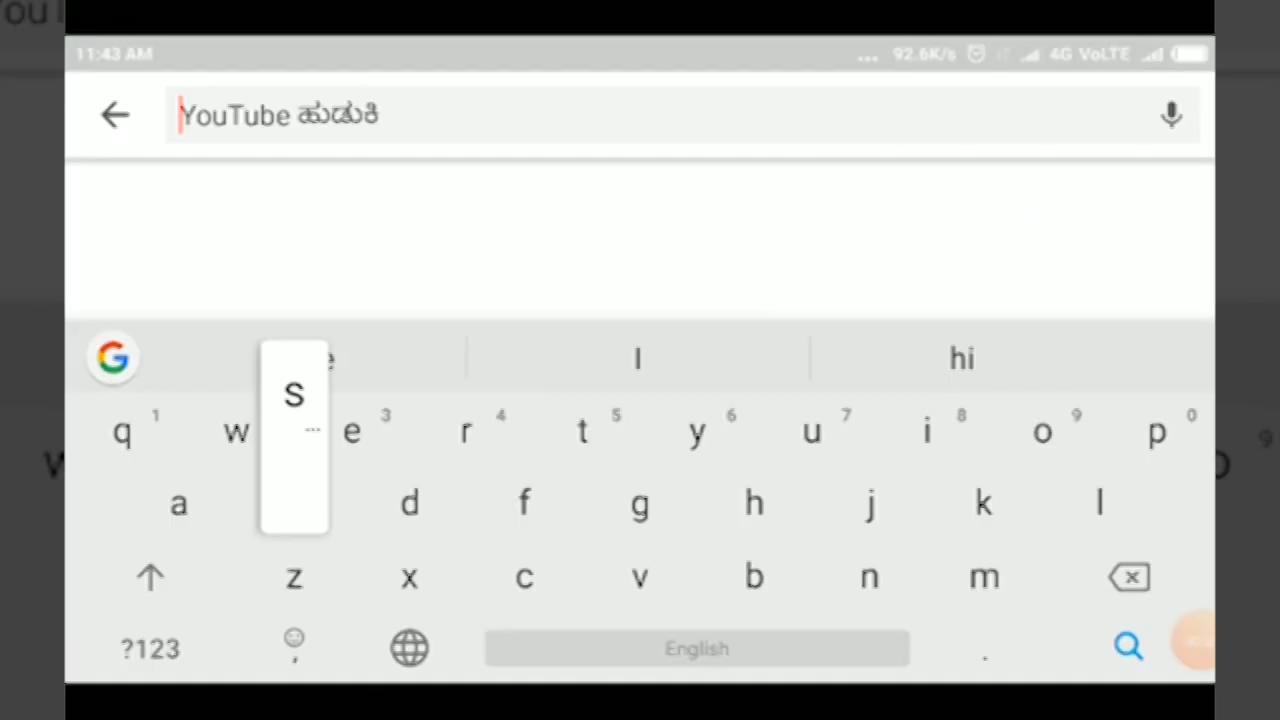 11:43 AM ... 92.6K/s 4G VoLTE
YouTube ಹುಡುಕಿ
I hi
S
q 1 w e 3 r 4 t 5 y 6 u 7 i 8 o 9 p 0
a d f g h j k l
z x c v b n m
?123 , English .